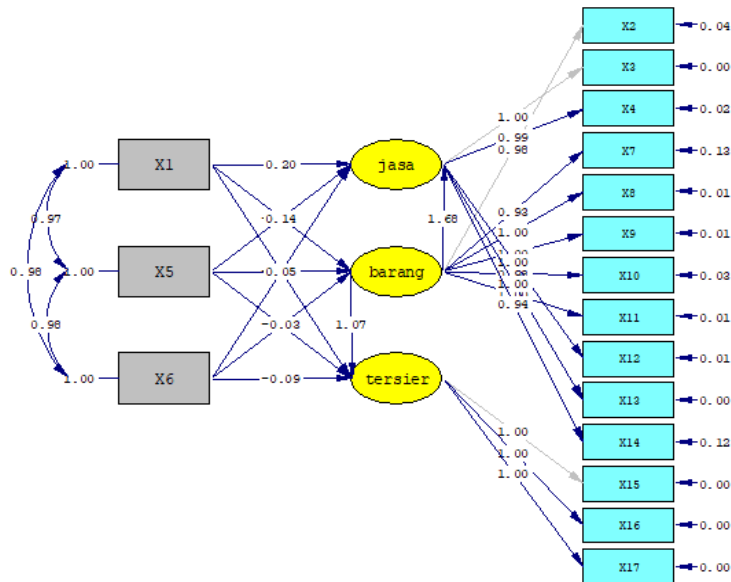 X2 0.04
X3 0.00
X4 0.02
1.00
0.99
0.98
X7 0.13
1.00 X1 0.20 jasa
X8 0.01
0.97 -0.14 1.68 0.93
1.00 X9 0.01
0.98 1.00 X5 0.05 barang X10 0.03
0.94
X11 0.01
0.98 -0.03 1.07
X12 0.01
1.00 X6 -0.09 tersier
X13 0.00
1.00 X14 0.12
1.00
1.00 X15 0.00
X16 0.00
X17 0.00